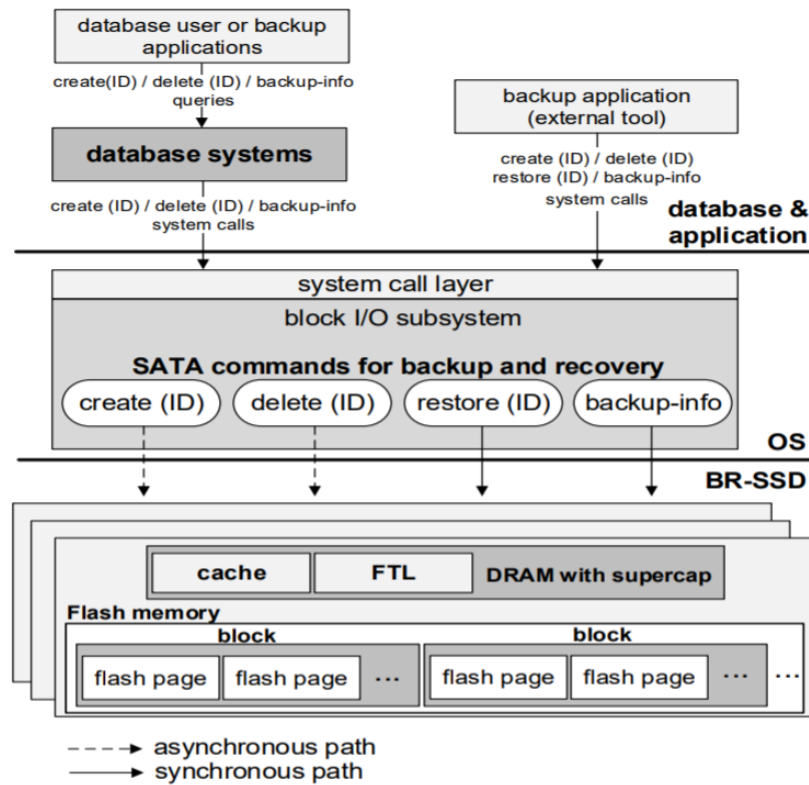 database user or backup
applications
create(ID) / delete (ID) / backup-info
queries
database systems
create (ID) / delete (ID) / backup-info
system calls
backup application
(external tool)
create (ID) / delete (ID)
restore (ID) / backup-info
system calls
database &
application
system call layer
block I/O subsystem
SATA commands for backup and recovery
create (ID)
delete (ID)
restore (ID)
backup-info
OS
BR-SSD
cache
FTL
DRAM with supercap
Flash memory
block
block
flash page
flash page
...
flash page
flash page
...
...
asynchronous path
synchronous path